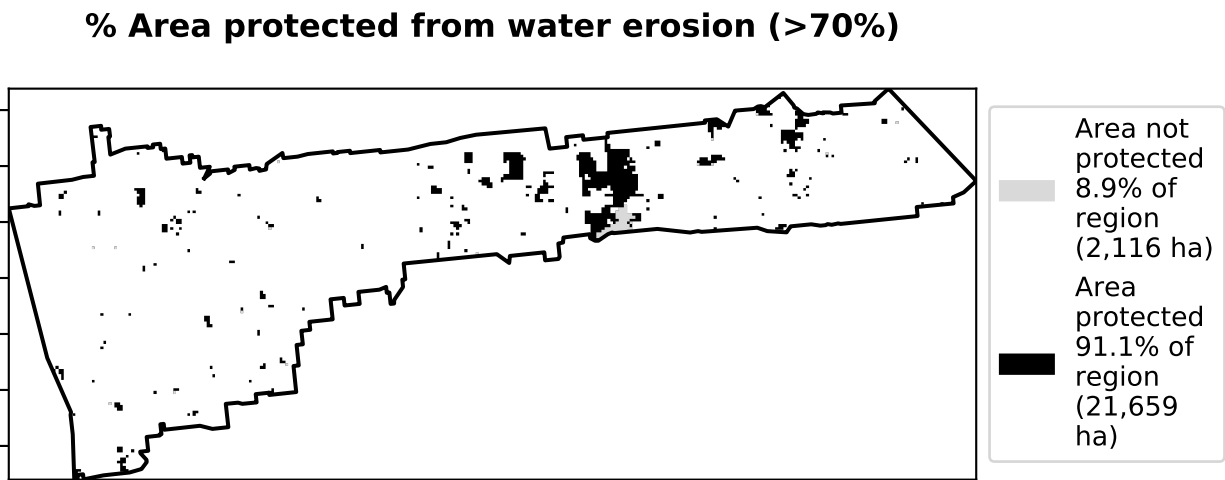 % Area protected from water erosion (>70%)
Area not
protected
8.9% of
region
(2,116 ha)
Area
protected
91.1% of
region
(21,659
ha)